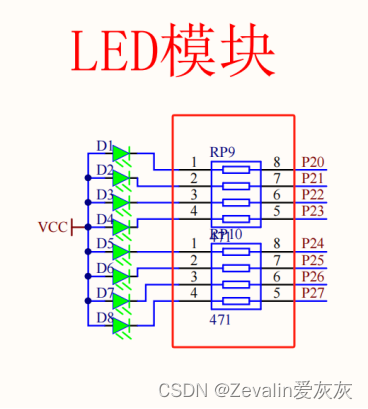 LED模块
D1
D2
D3
D4
D5
D6
D7
D8
VCC
RP9
1 8 P20
2 7 P21
3 6 P22
4 5 P23
471
RP10
1 8 P24
2 7 P25
3 6 P26
4 5 P27
471
CSDN @Zevalin爱灰灰